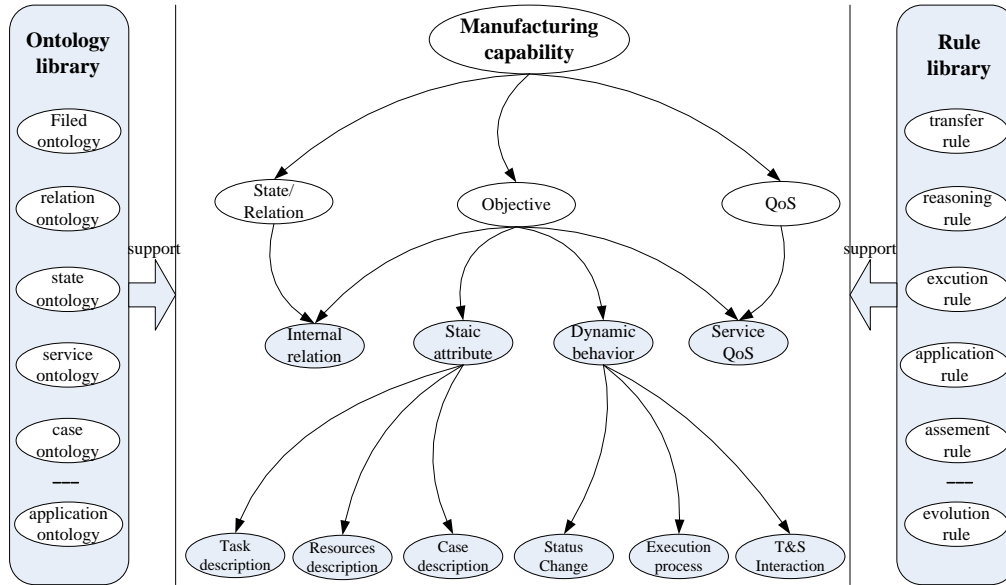 Ontology
library
Filed
ontology
relation
ontology
state
ontology
service
ontology
case
ontology
---
application
ontology
support
Manufacturing
capability
State/
Relation
Objective
QoS
Internal
relation
Staic
attribute
Dynamic
behavior
Service
QoS
Task
description
Resources
description
Case
description
Status
Change
Execution
process
T&S
Interaction
support
Rule
library
transfer
rule
reasoning
rule
excution
rule
application
rule
assement
rule
---
evolution
rule